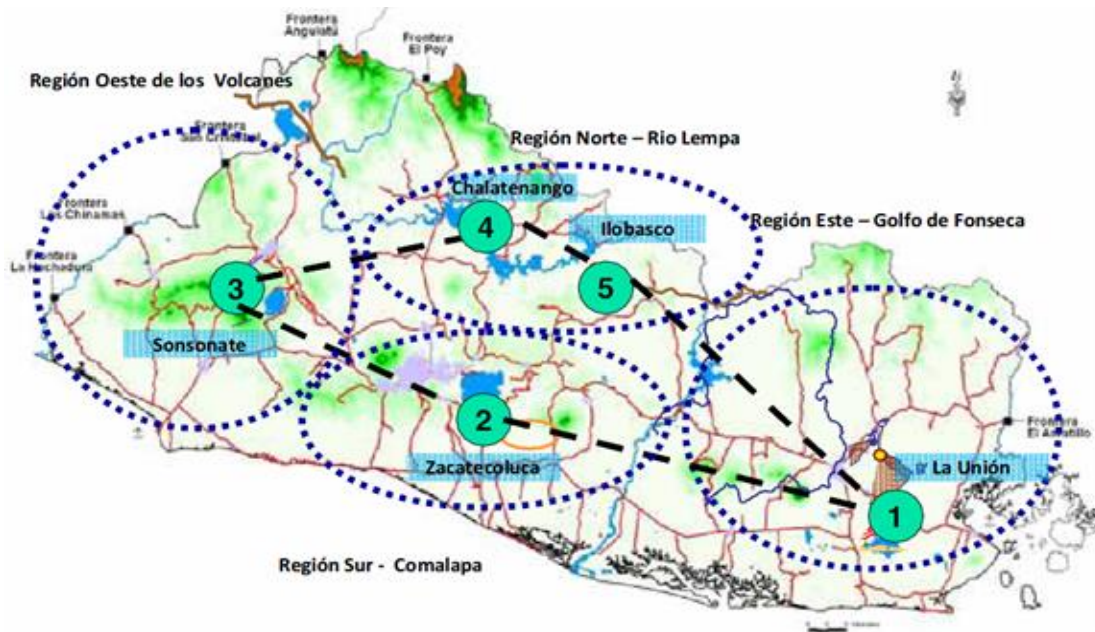 Frontera
Anguiatú
Frontera
El Poy
Región Oeste de los Volcanes
Frontera
San Cristóbal
Región Norte – Rio Lempa
Chalatenango
4
Ilobasco
Frontera
Las Chinamas
Región Este – Golfo de Fonseca
Frontera
La Hachadura
3
5
Sonsonate
2
Frontera
El Amatillo
Zacatecoluca
La Unión
1
Región Sur - Comalapa